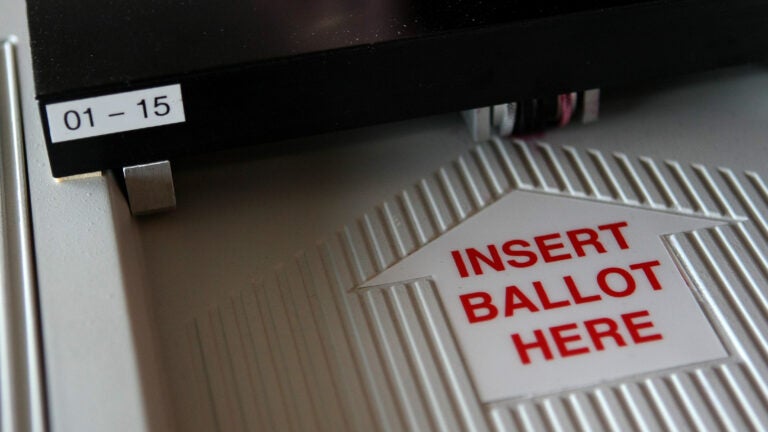 01 – 15
INSERT
BALLOT
HERE